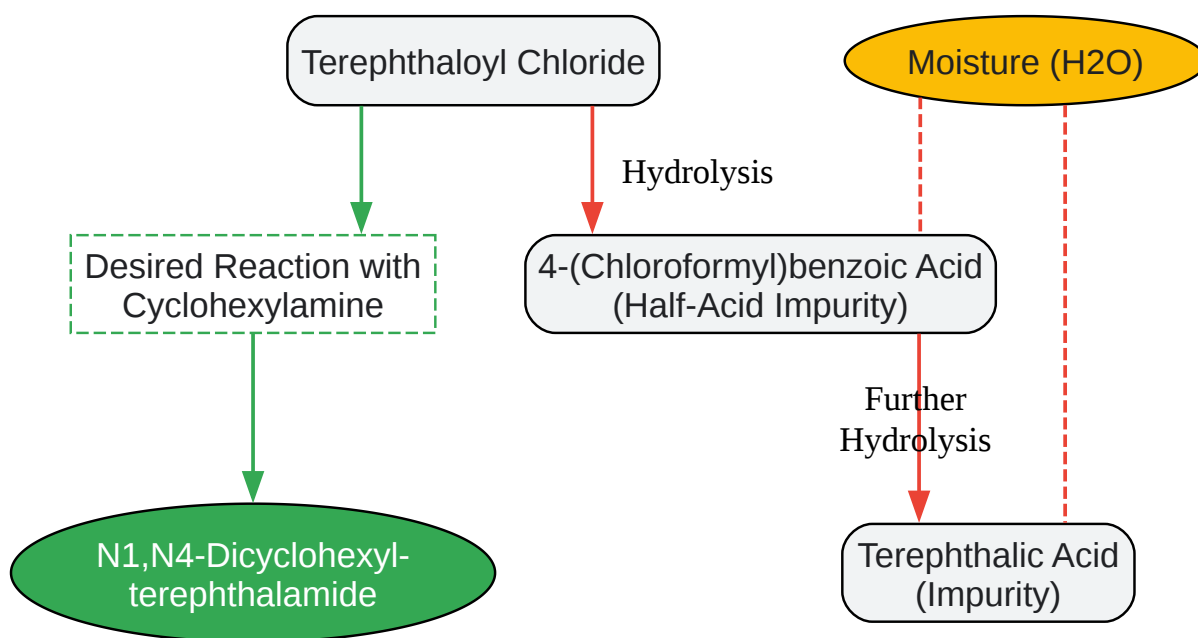 Terephthaloyl Chloride
Moisture (H2O)
Hydrolysis
Desired Reaction with
Cyclohexylamine
4-(Chloroformyl)benzoic Acid
(Half-Acid Impurity)
Further
Hydrolysis
N1,N4-Dicyclohexyl-
terephthalamide
Terephthalic Acid
(Impurity)